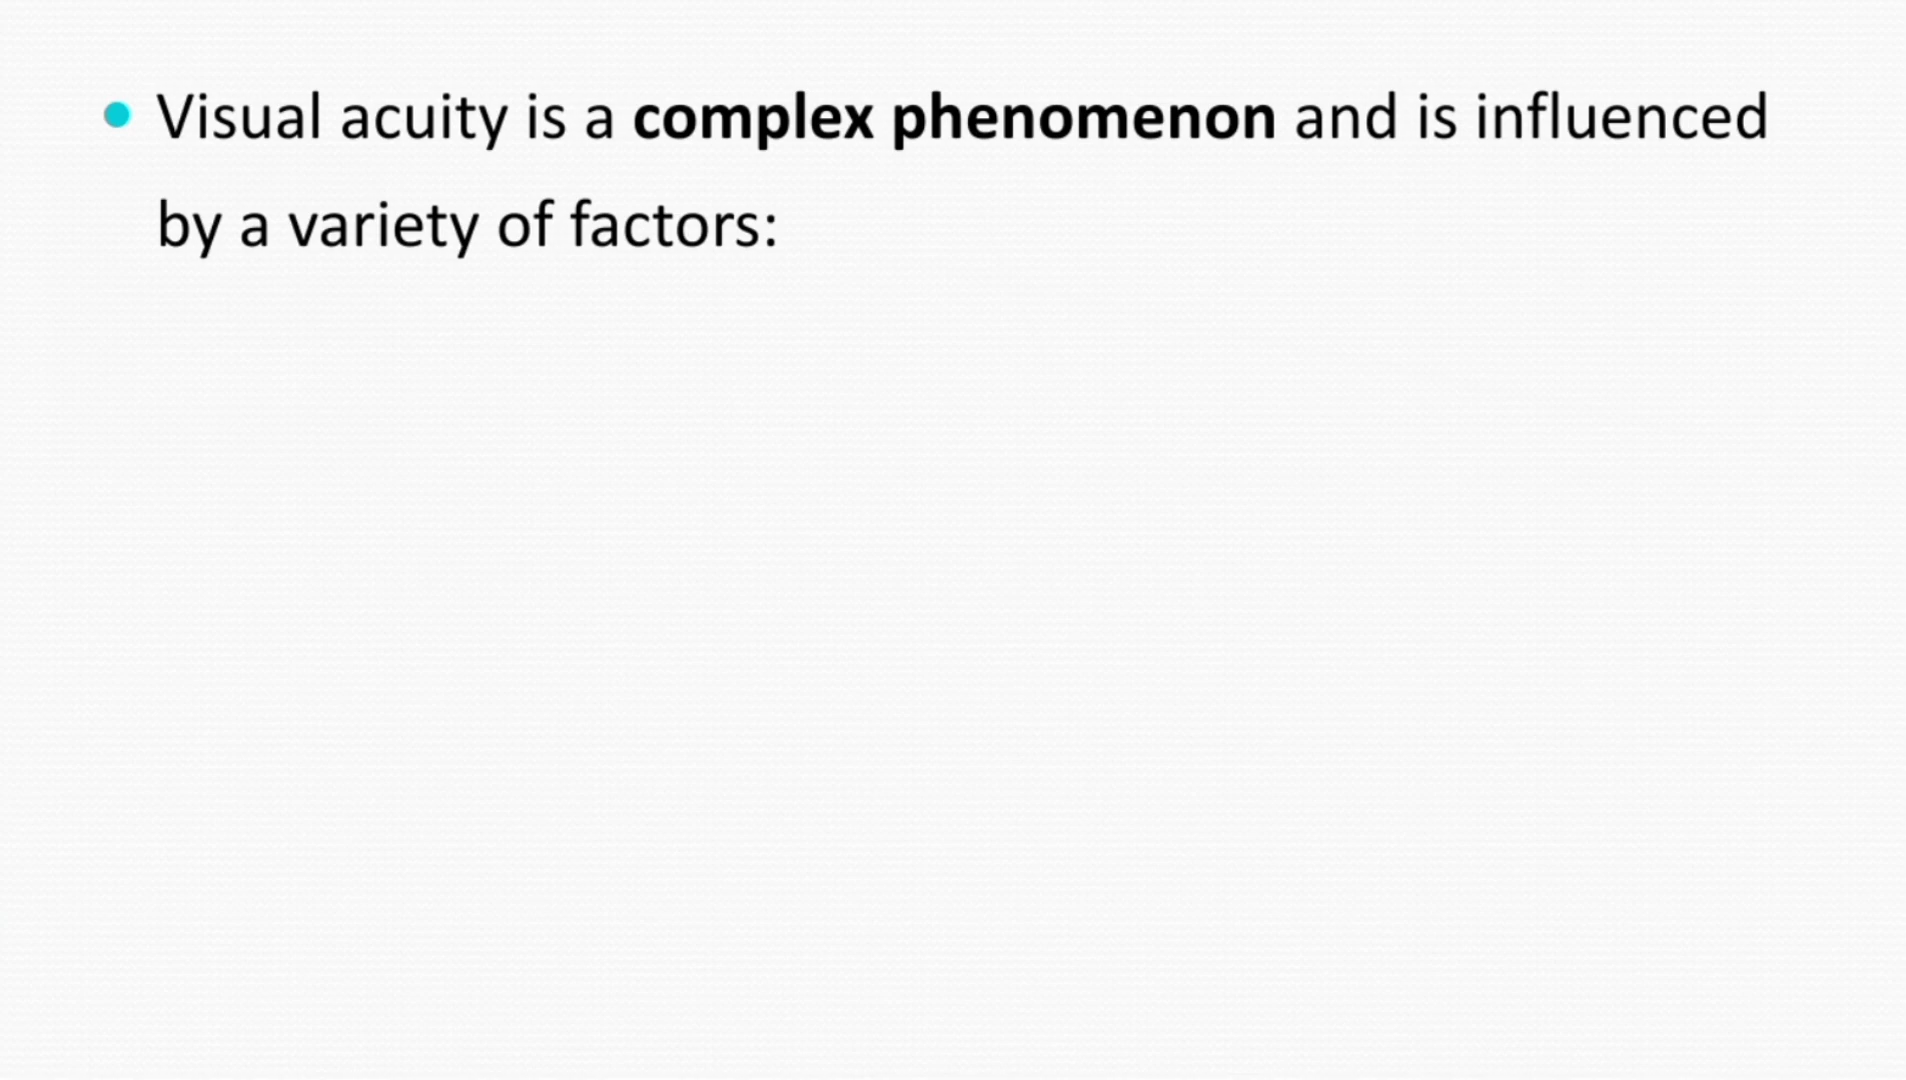 • Visual acuity is a complex phenomenon and is influenced
by a variety of factors: